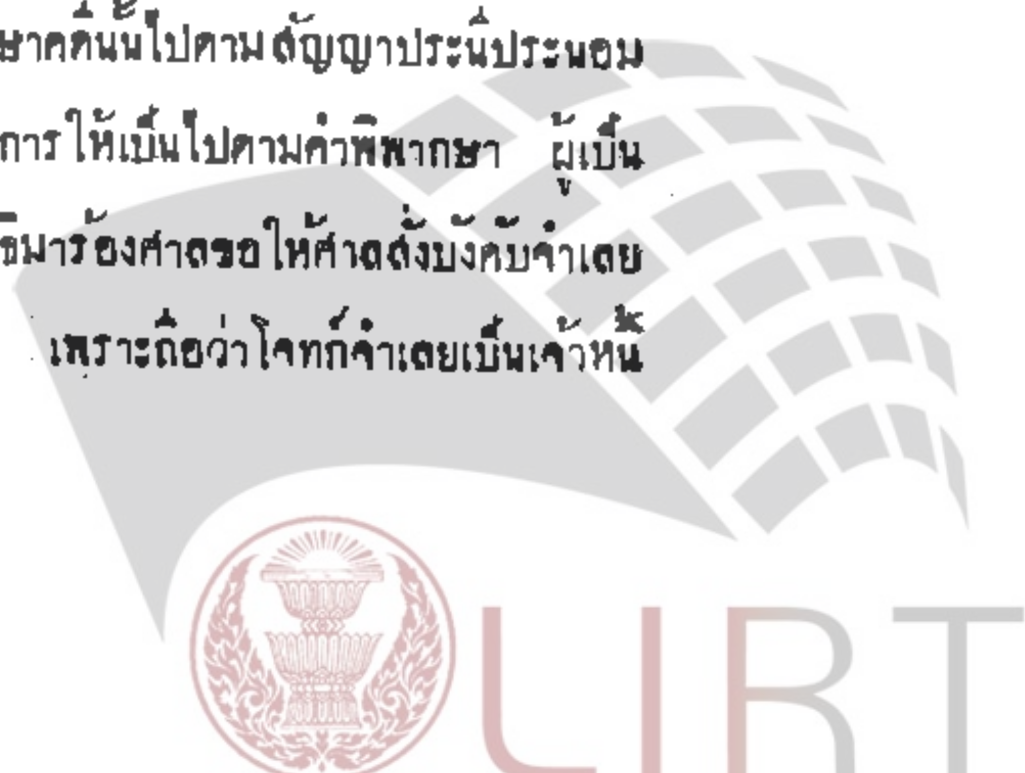 ษาคดีนั้นไปตามสัญญาประนีประนอม
การให้เป็นไปตามคำพิพากษา ผู้เป็น
ธิมาร้องศาลขอให้ศาลสั่งบังคับจำเลย
เพราะถือว่าโจทก์จำเลยเป็นเจ้าหนี้
LIRT